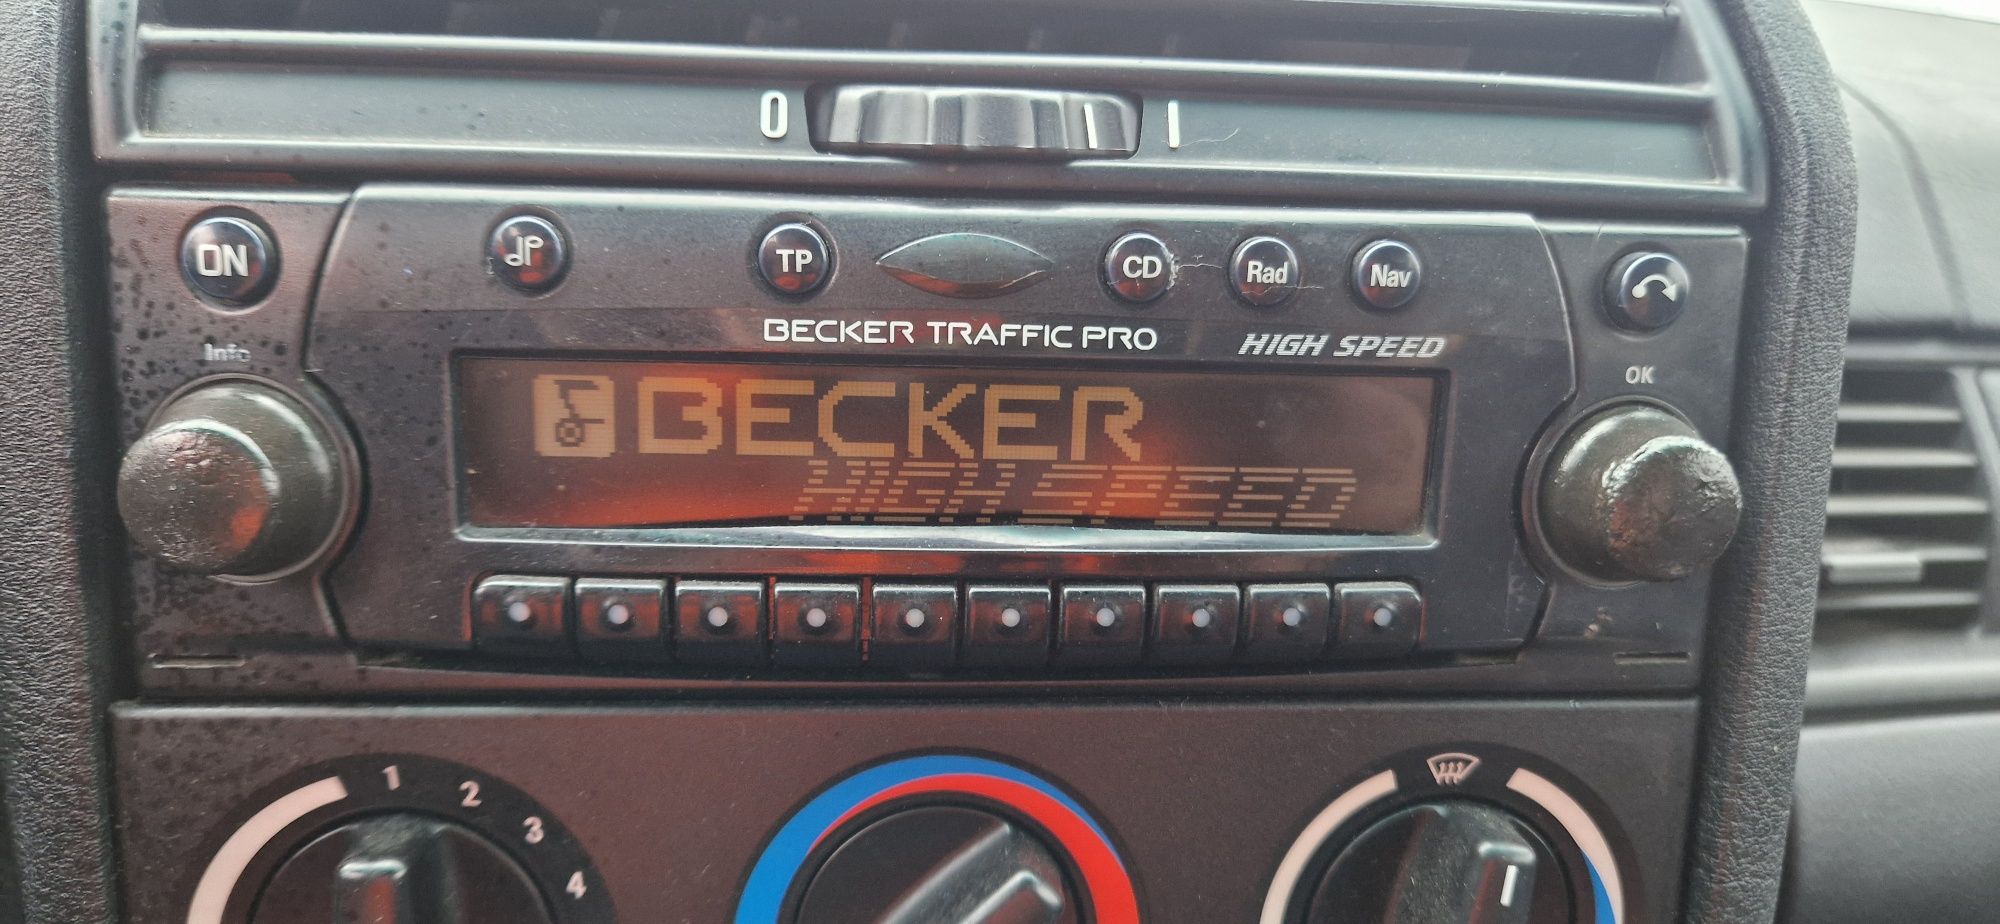 0 I
ON TP CD Rad Nav
Info
BECKER TRAFFIC PRO HIGH SPEED
OK
BECKER
HIGH SPEED
1 2 3 4